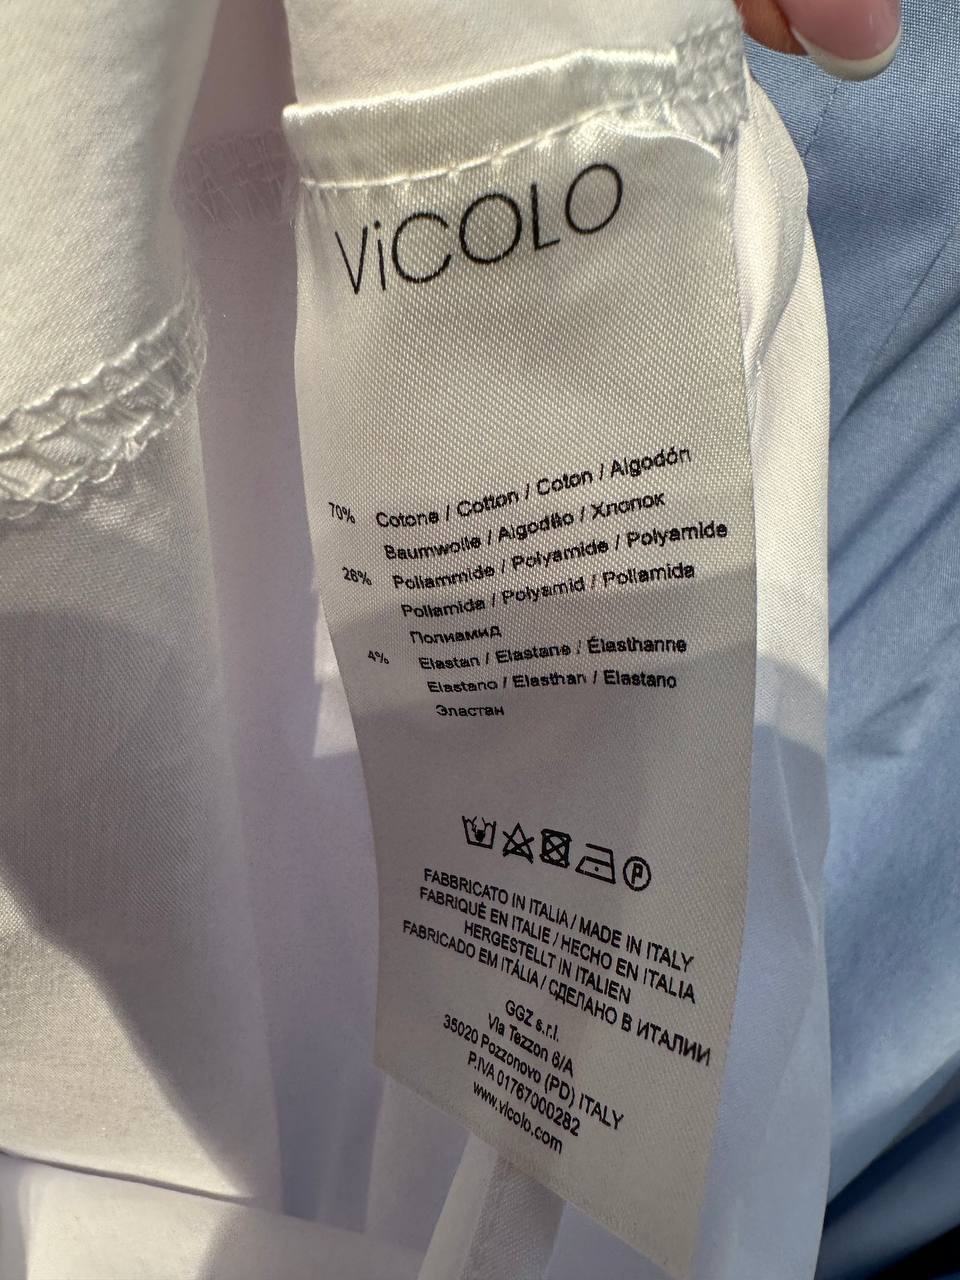 ViCOLO
70% Cotone / Cotton / Coton / Algodón
Baumwolle / Algodão / Хлопок
26% Poliammide / Polyamide / Polyamide
Poliamida / Polyamid / Poliamida
Полиамид
4% Elastan / Elastane / Élasthanne
Elastano / Elasthan / Elastano
Эластан
P
FABBRICATO IN ITALIA / MADE IN ITALY
FABRIQUÉ EN ITALIE / HECHO EN ITALIA
HERGESTELLT IN ITALIEN
FABRICADO EM ITÁLIA / СДЕЛАНО В ИТАЛИИ
GGZ s.r.l.
Via Tezzon 6/A
35020 Pozzonovo (PD) ITALY
P.IVA 01767000282
www.vicolo.com